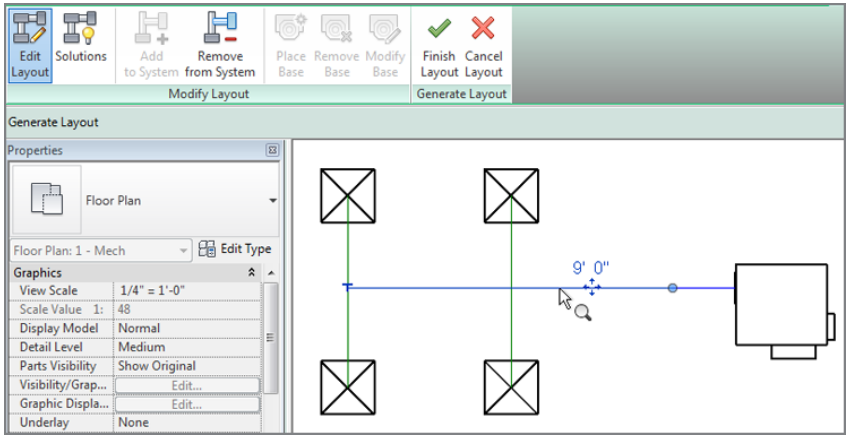 Edit
Layout
Solutions
Add
to System
Remove
from System
Place
Base
Remove
Base
Modify
Base
Finish
Layout
Cancel
Layout
Modify Layout
Generate Layout
Generate Layout
Properties
Floor Plan
Floor Plan: 1 - Mech
Edit Type
Graphics
View Scale 1/4" = 1'-0"
Scale Value 1: 48
Display Model Normal
Detail Level Medium
Parts Visibility Show Original
Visibility/Grap... Edit...
Graphic Displa... Edit...
Underlay None
9' 0"